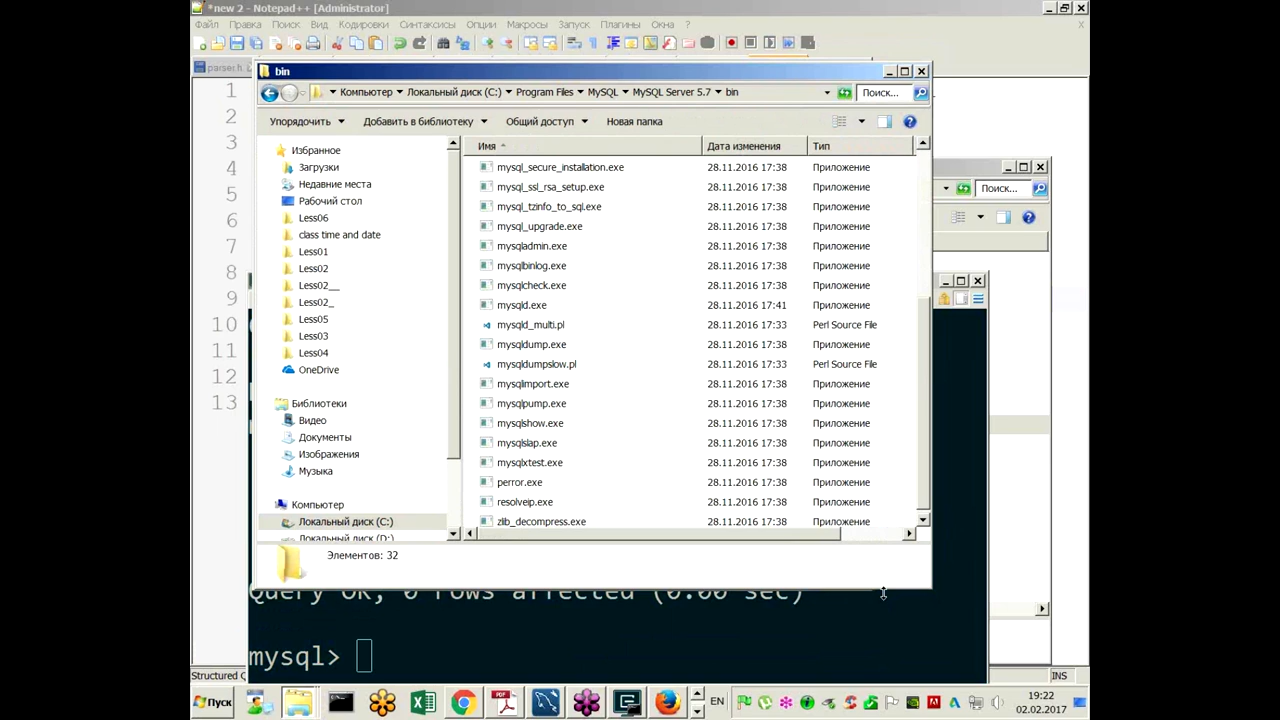 *new 2 - Notepad++ [Administrator]
Файл Правка Поиск Вид Кодировки Синтаксисы Опции Макросы Запуск Плагины Окна ? X
parser.h
1
2
3
4
5
6
7
8
9
10
11
12
13
bin
Компьютер Локальный диск (C:) Program Files MySQL MySQL Server 5.7 bin Поиск...
Упорядочить Добавить в библиотеку Общий доступ Новая папка
Поиск...
Избранное
Загрузки
Недавние места
Рабочий стол
Less06
class time and date
Less01
Less02
Less02__
Less02_
Less05
Less03
Less04
OneDrive
Библиотеки
Видео
Документы
Изображения
Музыка
Компьютер
Локальный диск (C:)
Локальный диск (D:)
Имя Дата изменения Тип
mysql_secure_installation.exe 28.11.2016 17:38 Приложение
mysql_ssl_rsa_setup.exe 28.11.2016 17:38 Приложение
mysql_tzinfo_to_sql.exe 28.11.2016 17:38 Приложение
mysql_upgrade.exe 28.11.2016 17:38 Приложение
mysqladmin.exe 28.11.2016 17:38 Приложение
mysqlbinlog.exe 28.11.2016 17:38 Приложение
mysqlcheck.exe 28.11.2016 17:38 Приложение
mysqld.exe 28.11.2016 17:41 Приложение
mysqld_multi.pl 28.11.2016 17:33 Perl Source File
mysqldump.exe 28.11.2016 17:38 Приложение
mysqldumpslow.pl 28.11.2016 17:33 Perl Source File
mysqlimport.exe 28.11.2016 17:38 Приложение
mysqlpump.exe 28.11.2016 17:38 Приложение
mysqlshow.exe 28.11.2016 17:38 Приложение
mysqlslap.exe 28.11.2016 17:38 Приложение
mysqlxtest.exe 28.11.2016 17:38 Приложение
perror.exe 28.11.2016 17:38 Приложение
resolveip.exe 28.11.2016 17:38 Приложение
zlib_decompress.exe 28.11.2016 17:38 Приложение
Элементов: 32
Query OK, 0 rows affected (0.00 sec)
mysql>
Structured Q INS
Пуск EN 19:22
02.02.2017